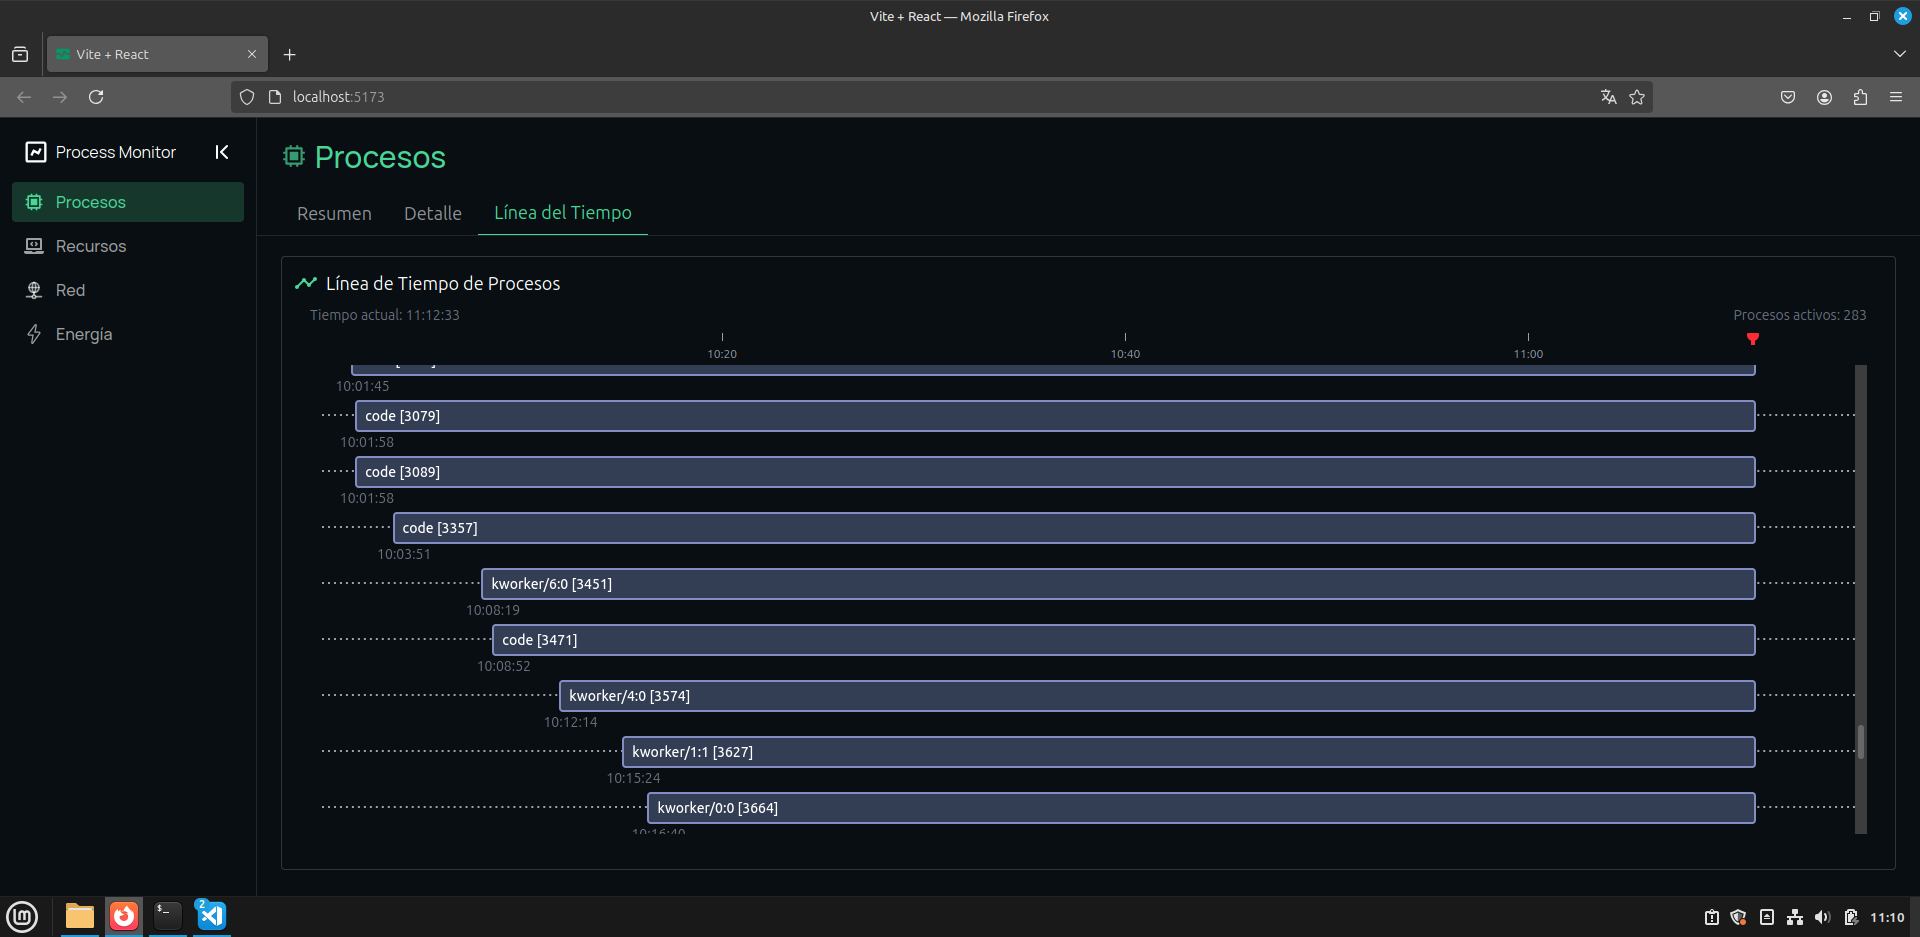 Vite + React — Mozilla Firefox
Vite + React
localhost:5173
Process Monitor
Procesos
Recursos
Red
Energía
Procesos
Resumen
Detalle
Línea del Tiempo
Línea de Tiempo de Procesos
Tiempo actual: 11:12:33
Procesos activos: 283
10:20
10:40
11:00
10:01:45
code [3079]
10:01:58
code [3089]
10:01:58
code [3357]
10:03:51
kworker/6:0 [3451]
10:08:19
code [3471]
10:08:52
kworker/4:0 [3574]
10:12:14
kworker/1:1 [3627]
10:15:24
kworker/0:0 [3664]
10:16:40
2
11:10